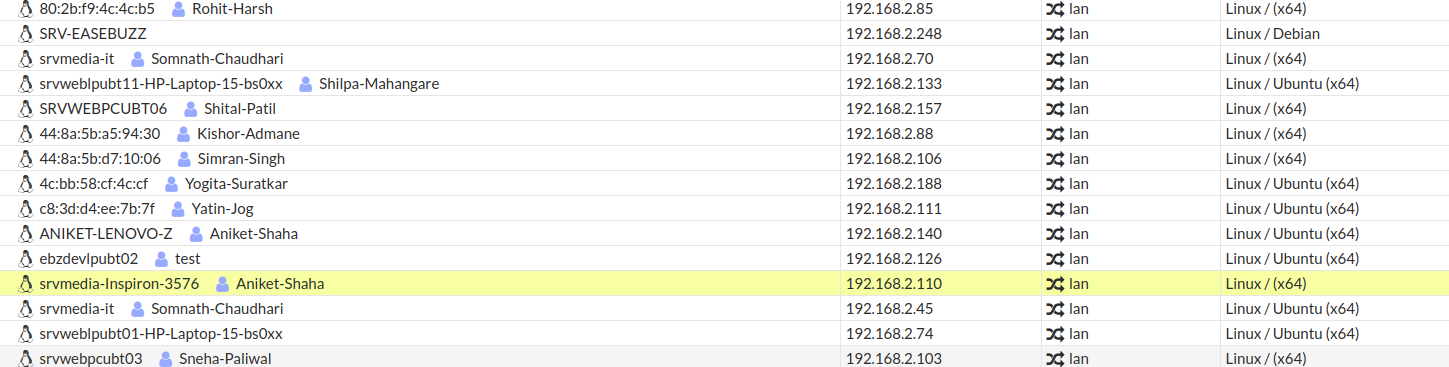 80:2b:f9:4c:4c:b5 Rohit-Harsh 192.168.2.85 lan Linux / (x64)
SRV-EASEBUZZ 192.168.2.248 lan Linux / Debian
srvmedia-it Somnath-Chaudhari 192.168.2.70 lan Linux / (x64)
srvweblpubt11-HP-Laptop-15-bs0xx Shilpa-Mahangare 192.168.2.133 lan Linux / Ubuntu (x64)
SRVWEBPCUBT06 Shital-Patil 192.168.2.157 lan Linux / (x64)
44:8a:5b:a5:94:30 Kishor-Admane 192.168.2.88 lan Linux / (x64)
44:8a:5b:d7:10:06 Simran-Singh 192.168.2.106 lan Linux / (x64)
4c:bb:58:cf:4c:cf Yogita-Suratkar 192.168.2.188 lan Linux / Ubuntu (x64)
c8:3d:d4:ee:7b:7f Yatin-Jog 192.168.2.111 lan Linux / Ubuntu (x64)
ANIKET-LENOVO-Z Aniket-Shaha 192.168.2.140 lan Linux / Ubuntu (x64)
ebzdevlpubt02 test 192.168.2.126 lan Linux / Ubuntu (x64)
srvmedia-Inspiron-3576 Aniket-Shaha 192.168.2.110 lan Linux / (x64)
srvmedia-it Somnath-Chaudhari 192.168.2.45 lan Linux / Ubuntu (x64)
srvweblpubt01-HP-Laptop-15-bs0xx 192.168.2.74 lan Linux / Ubuntu (x64)
srvwebpcubt03 Sneha-Paliwal 192.168.2.103 lan Linux / (x64)